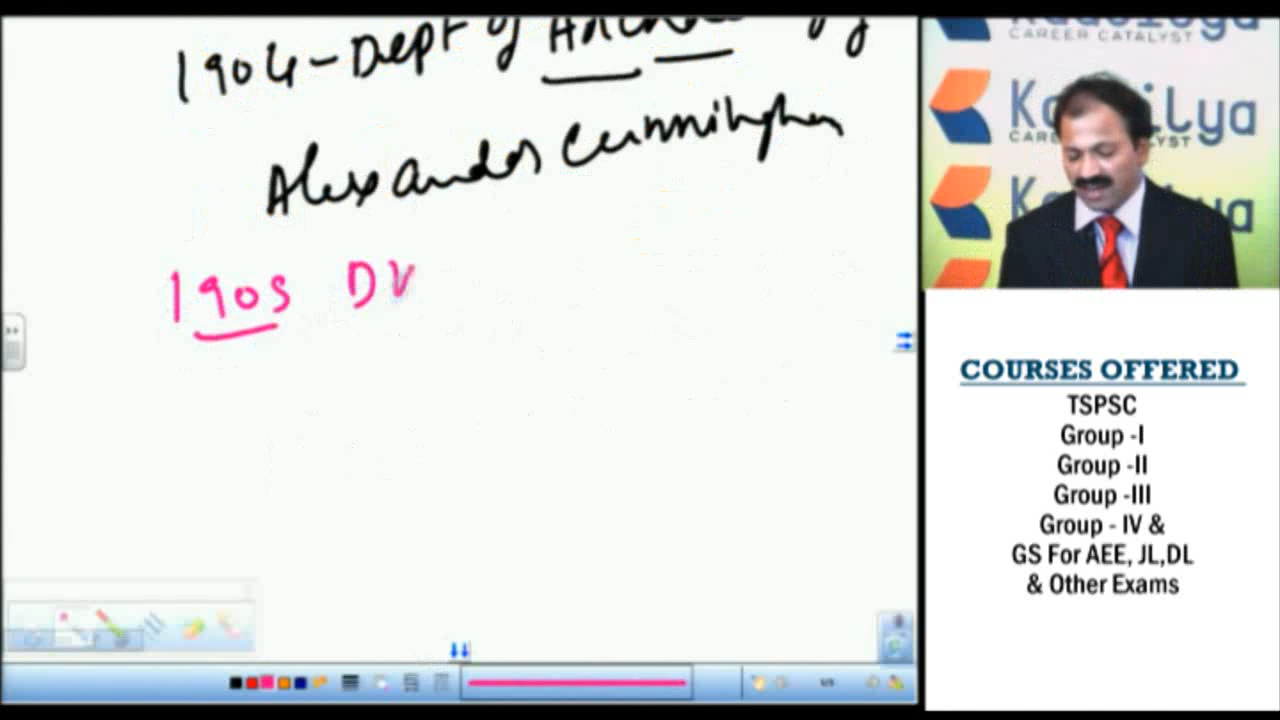 1904 - Dept of
Alexander Cunningham
1905 D
Kautilya
CAREER CATALYST
COURSES OFFERED
TSPSC
Group -I
Group -II
Group -III
Group - IV &
GS For AEE, JL,DL
& Other Exams